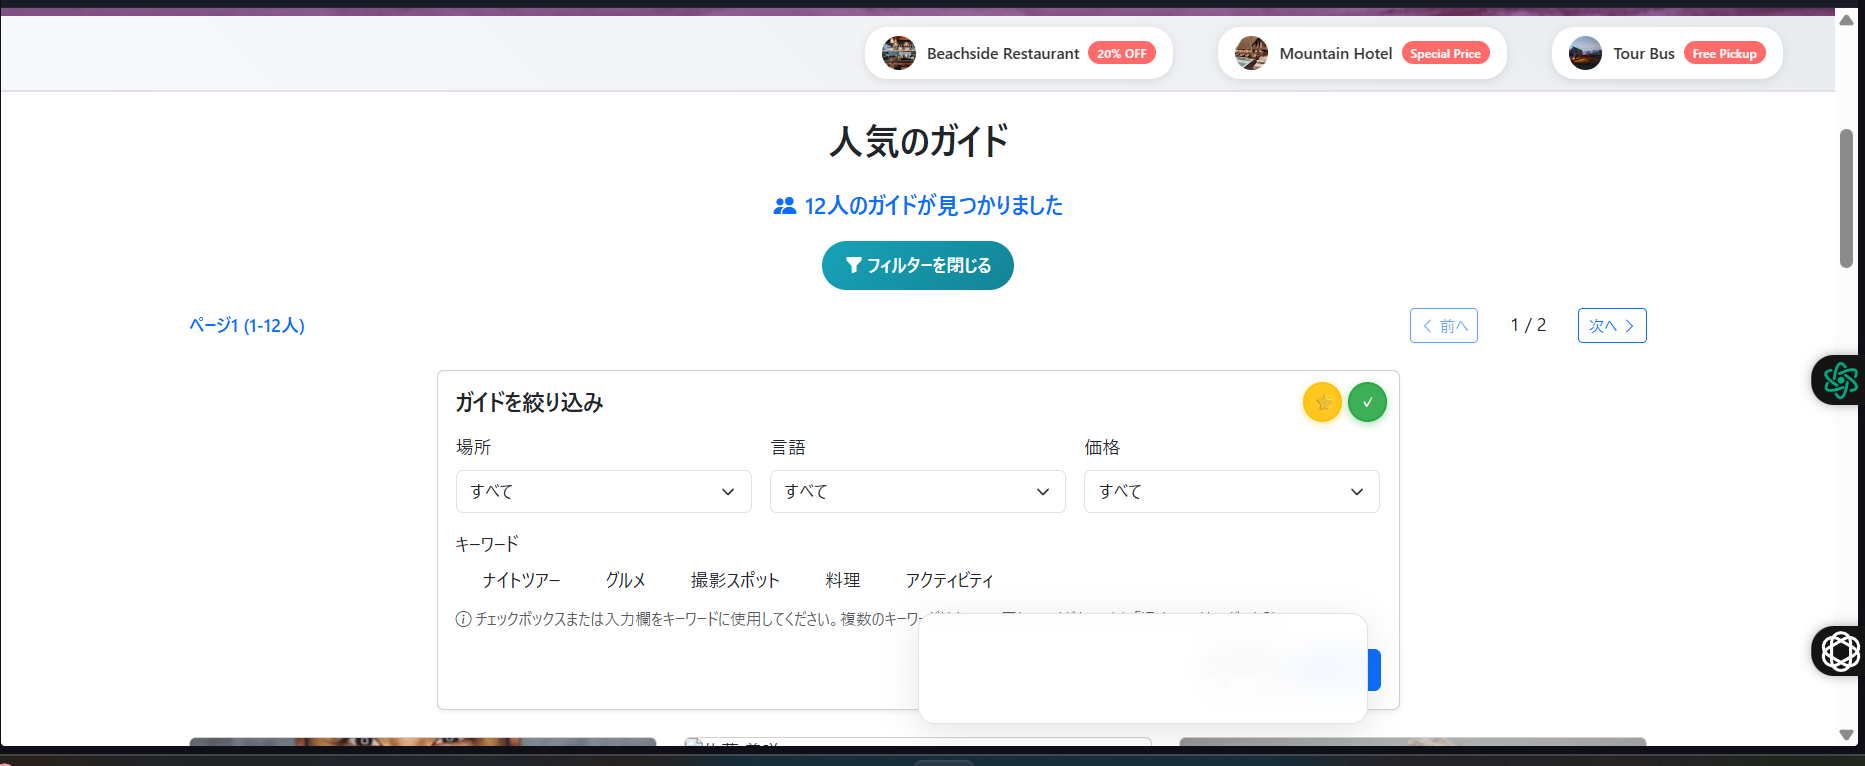 Beachside Restaurant 20% OFF Mountain Hotel Special Price Tour Bus Free Pickup
人気のガイド
12人のガイドが見つかりました
フィルターを閉じる
ページ1 (1-12人)
前へ 1 / 2 次へ
ガイドを絞り込み
場所 言語 価格
すべて すべて すべて
キーワード
ナイトツアー グルメ 撮影スポット 料理 アクティビティ
チェックボックスまたは入力欄をキーワードに使用してください。複数のキーワー